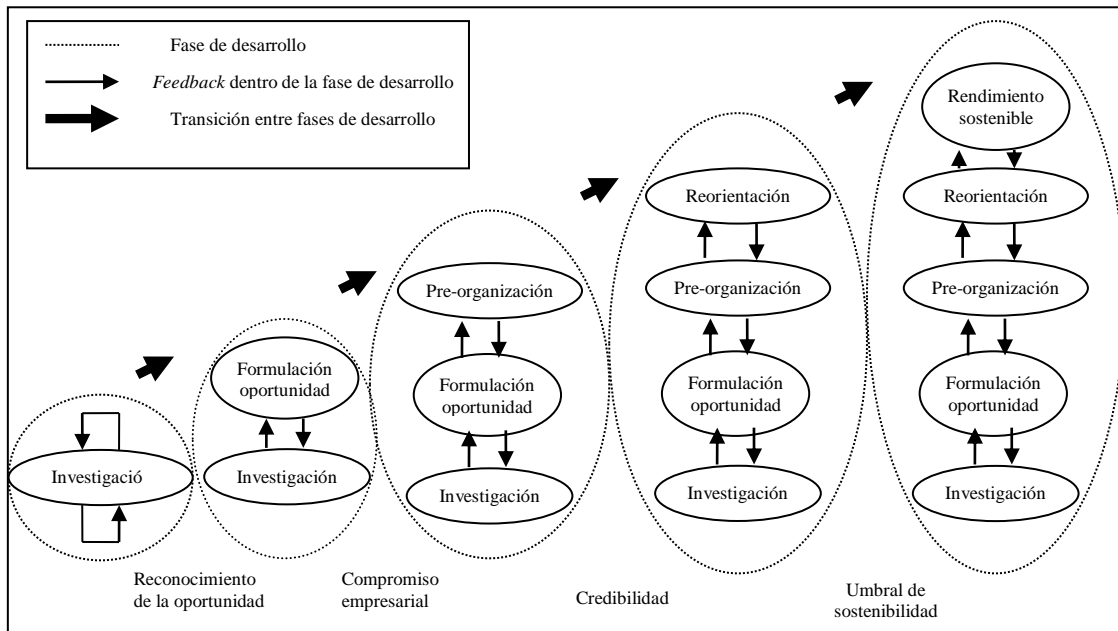 Fase de desarrollo
Feedback dentro de la fase de desarrollo
Transición entre fases de desarrollo
Investigació
Formulación
oportunidad
Investigación
Pre-organización
Formulación
oportunidad
Investigación
Reorientación
Pre-organización
Formulación
oportunidad
Investigación
Rendimiento
sostenible
Reorientación
Pre-organización
Formulación
oportunidad
Investigación
Reconocimiento
de la oportunidad
Compromiso
empresarial
Credibilidad
Umbral de
sostenibilidad